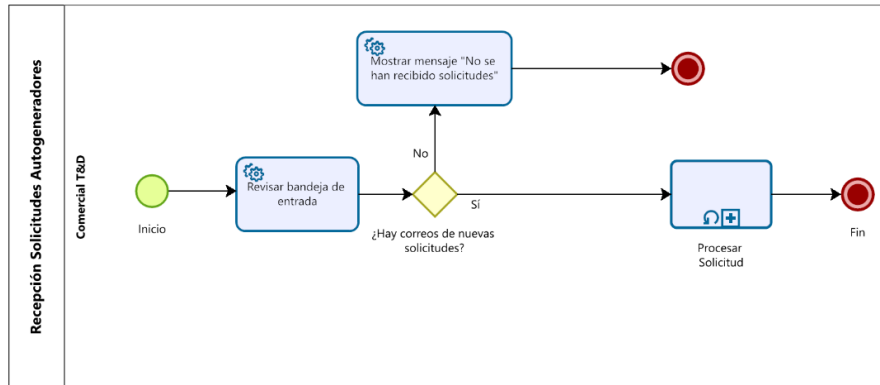 Recepción Solicitudes Autogeneradores
Comercial T&D
Inicio
Revisar bandeja de
entrada
¿Hay correos de nuevas
solicitudes?
No
Mostrar mensaje "No se
han recibido solicitudes"
Sí
Procesar
Solicitud
Fin